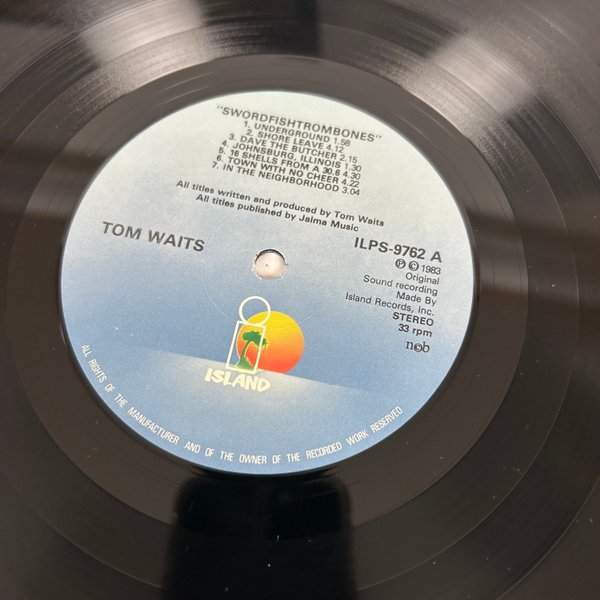 "SWORDFISHTROMBONES"
1. UNDERGROUND 1.58
2. SHORE LEAVE 4.12
3. DAVE THE BUTCHER 2.15
4. JOHNSBURG, ILLINOIS 1.30
5. 16 SHELLS FROM A 30.6 4.30
6. TOWN WITH NO CHEER 4.22
7. IN THE NEIGHBORHOOD 3.04
All titles written and produced by Tom Waits
All titles published by Jalma Music
TOM WAITS
ILPS-9762 A
℗ © 1983
Original
Sound recording
Made By
Island Records, Inc.
STEREO
33 rpm
n©b
ISLAND
ALL RIGHTS OF THE MANUFACTURER AND OF THE OWNER OF THE RECORDED WORK RESERVED